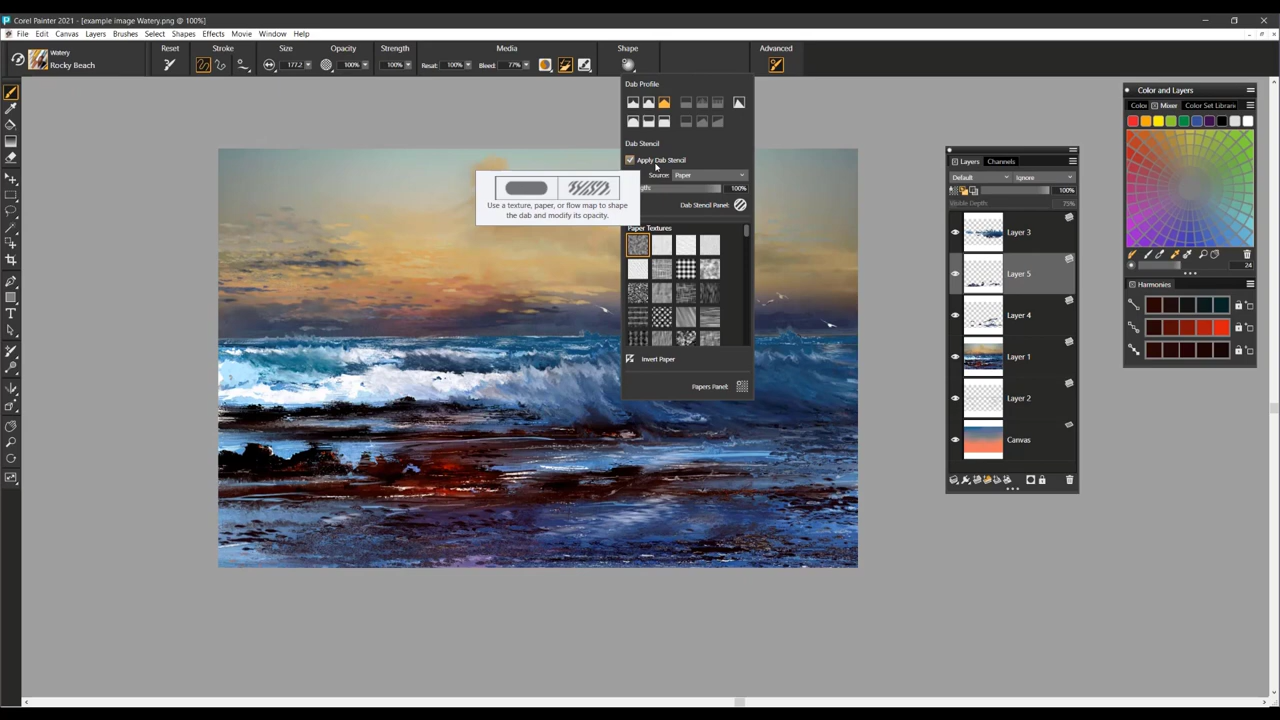 Corel Painter 2021 - [example image Watery.png @ 100%]
File Edit Canvas Layers Brushes Select Shapes Effects Movie Window Help
Watery
Rocky Beach
Reset Stroke Size Opacity Strength Media Shape Advanced
177.2 100% 100% Resat: 100% Bleed: 77%
Dab Profile
Dab Stencil
Apply Dab Stencil
Source: Paper
100%
Use a texture, paper, or flow map to shape
the dab and modify its opacity.
Dab Stencil Panel:
Paper Textures
Invert Paper
Papers Panel:
Layers Channels
Default Ignore
100%
Visible Depth: 75%
Layer 3
Layer 5
Layer 4
Layer 1
Layer 2
Canvas
Color and Layers
Color Mixer Color Set Libraries
24
Harmonies